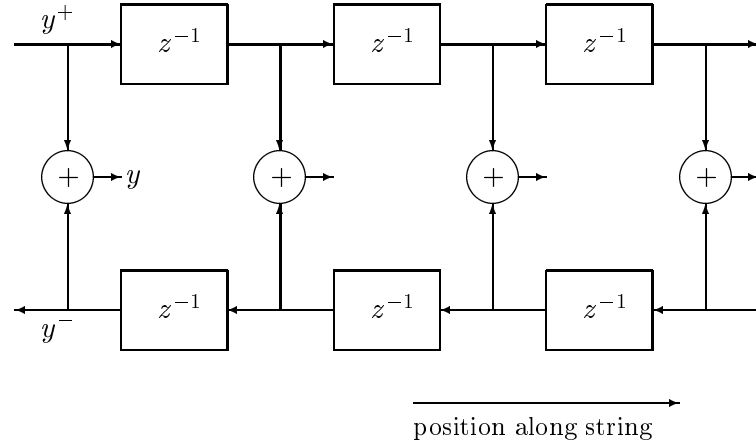 y⁺
z⁻¹ z⁻¹ z⁻¹
+ y + + +
z⁻¹ z⁻¹ z⁻¹
y⁻
position along string